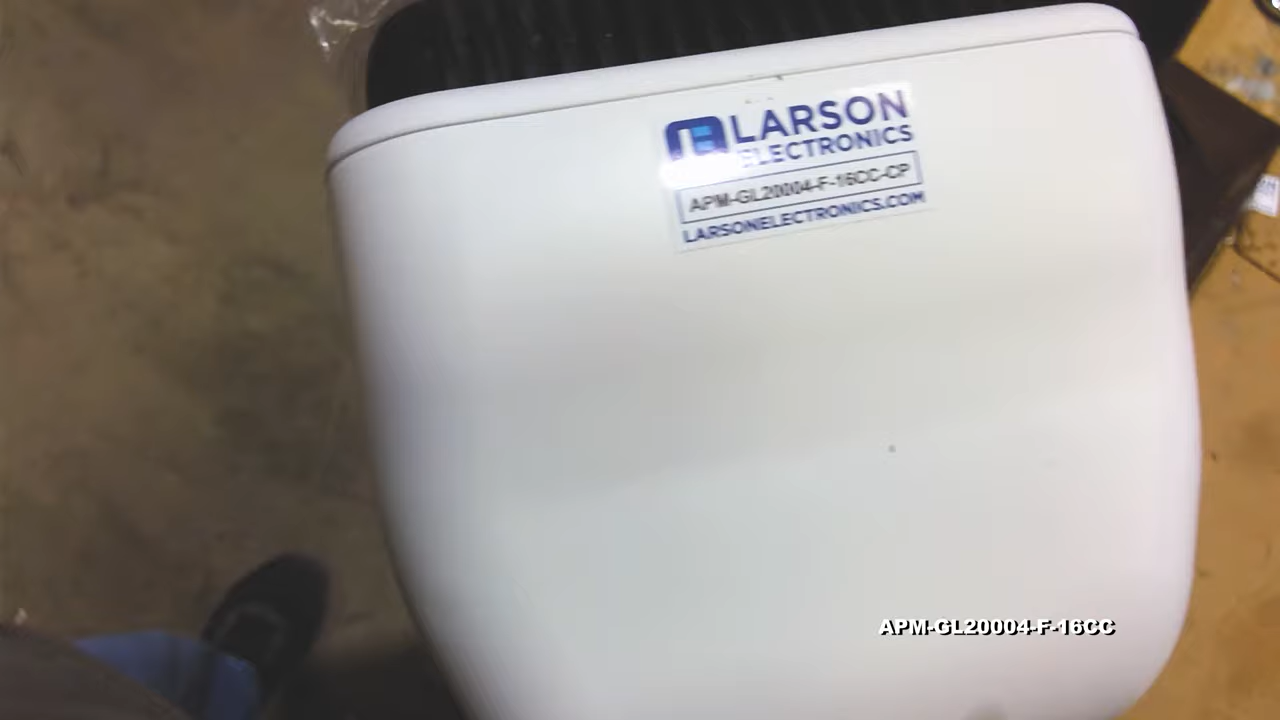 LARSON
ELECTRONICS
APM-GL20004-F-16CC-CP
LARSONELECTRONICS.COM
APM-GL20004-F-16CC